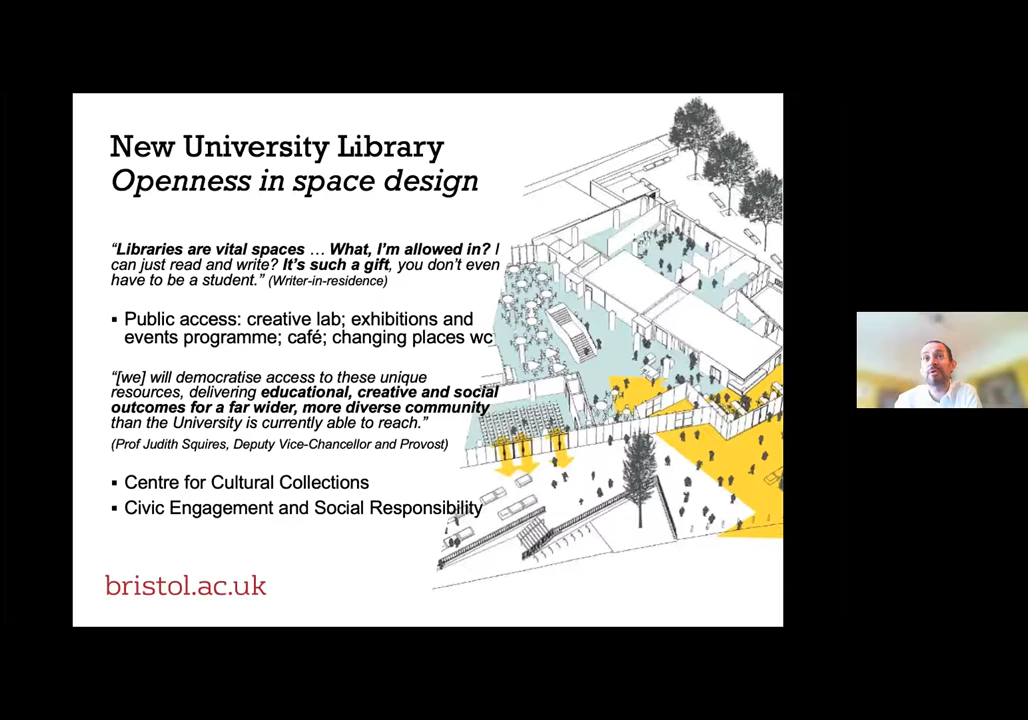 New University Library
Openness in space design
“Libraries are vital spaces … What, I’m allowed in? I
can just read and write? It’s such a gift, you don’t even
have to be a student.” (Writer-in-residence)
▪ Public access: creative lab; exhibitions and
events programme; café; changing places wc
“[we] will democratise access to these unique
resources, delivering educational, creative and social
outcomes for a far wider, more diverse community
than the University is currently able to reach.”
(Prof Judith Squires, Deputy Vice-Chancellor and Provost)
▪ Centre for Cultural Collections
▪ Civic Engagement and Social Responsibility
bristol.ac.uk